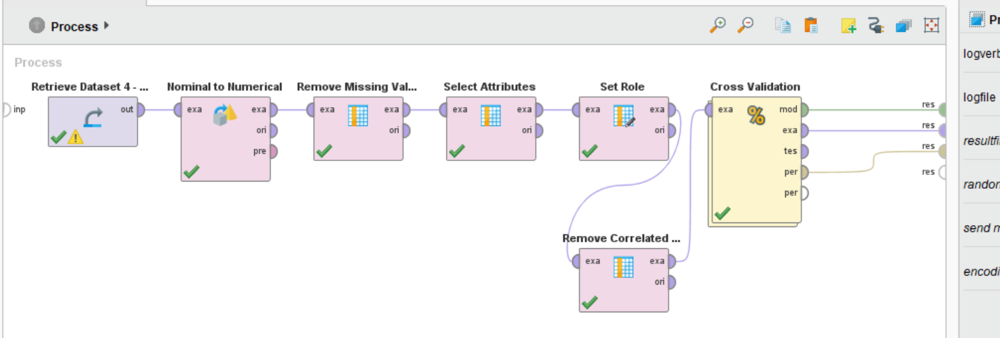 Process
Pr
logverb
Process
Retrieve Dataset 4 - ...
Nominal to Numerical
Remove Missing Val...
Select Attributes
Set Role
Cross Validation
inp
out
exa
exa
exa
exa
exa
exa
exa
exa
exa
mod
res
logfile
ori
ori
ori
ori
exa
res
pre
tes
res
resultfi
per
res
random
per
send m
Remove Correlated ...
exa
exa
ori
encodi